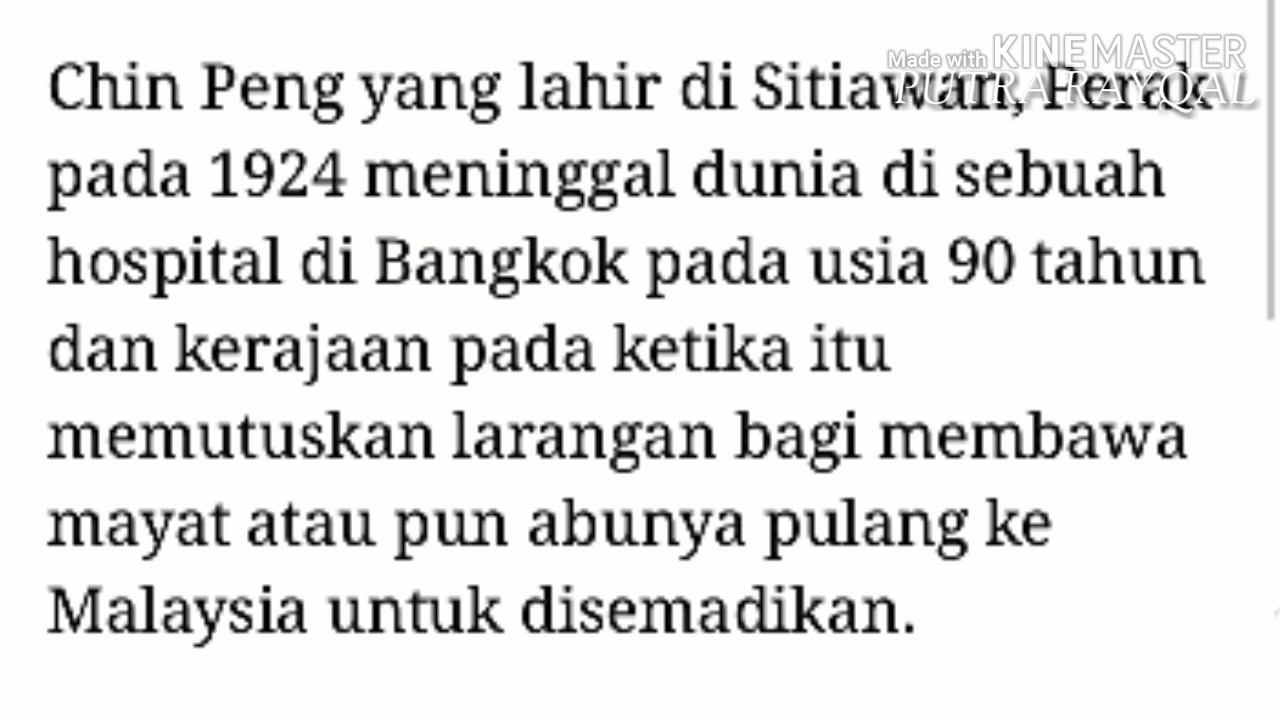 Made with KINEMASTER
PUTRA RAYQAL
Chin Peng yang lahir di Sitiawan, Perak
pada 1924 meninggal dunia di sebuah
hospital di Bangkok pada usia 90 tahun
dan kerajaan pada ketika itu
memutuskan larangan bagi membawa
mayat atau pun abunya pulang ke
Malaysia untuk disemadikan.